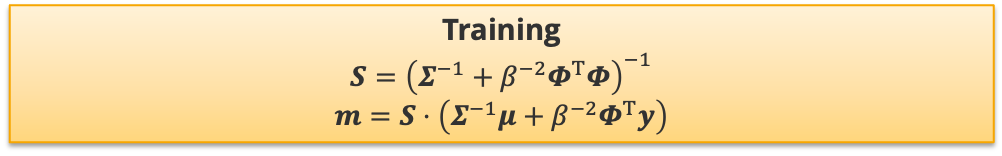 Training
𝑺 = (𝜮⁻¹ + β⁻²𝜱ᵀ𝜱)⁻¹
𝒎 = 𝑺 · (𝜮⁻¹𝝁 + β⁻²𝜱ᵀ𝒚)